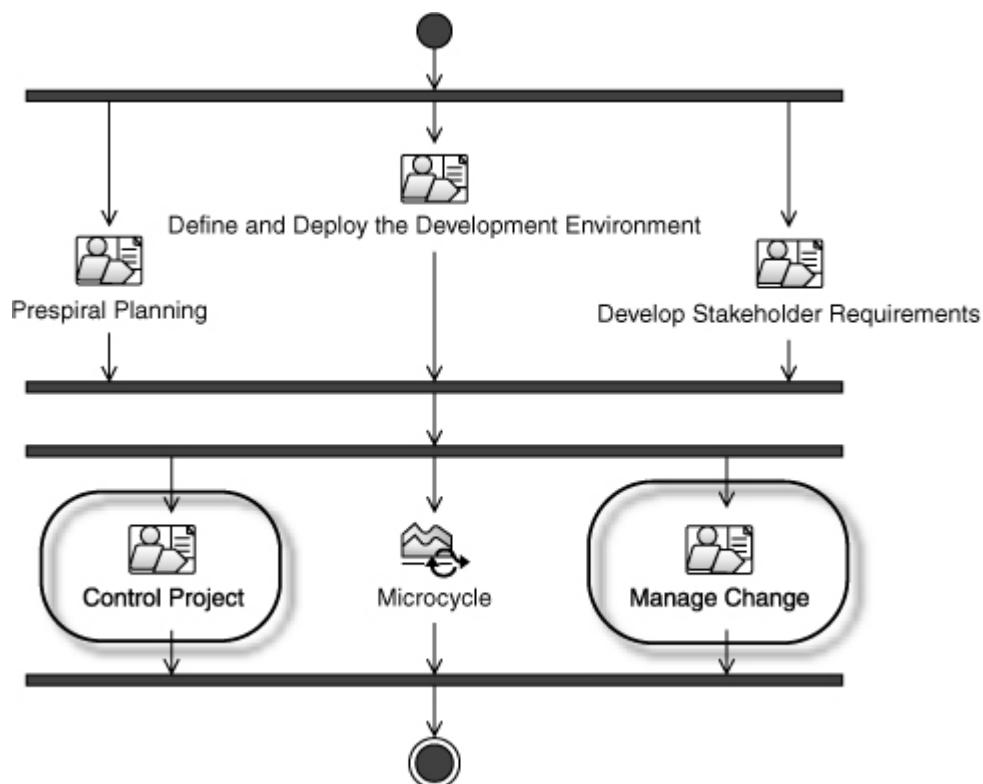 Define and Deploy the Development Environment
Prespiral Planning
Develop Stakeholder Requirements
Control Project
Microcycle
Manage Change